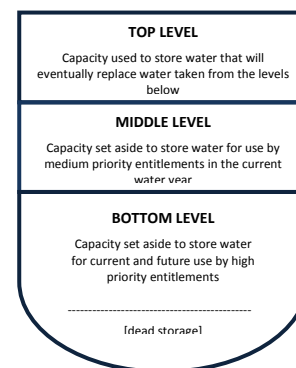 TOP LEVEL
Capacity used to store water that will
eventually replace water taken from the levels
below
MIDDLE LEVEL
Capacity set aside to store water for use by
medium priority entitlements in the current
water year
BOTTOM LEVEL
Capacity set aside to store water
for current and future use by high
priority entitlements
---------------------------------------------
[dead storage]